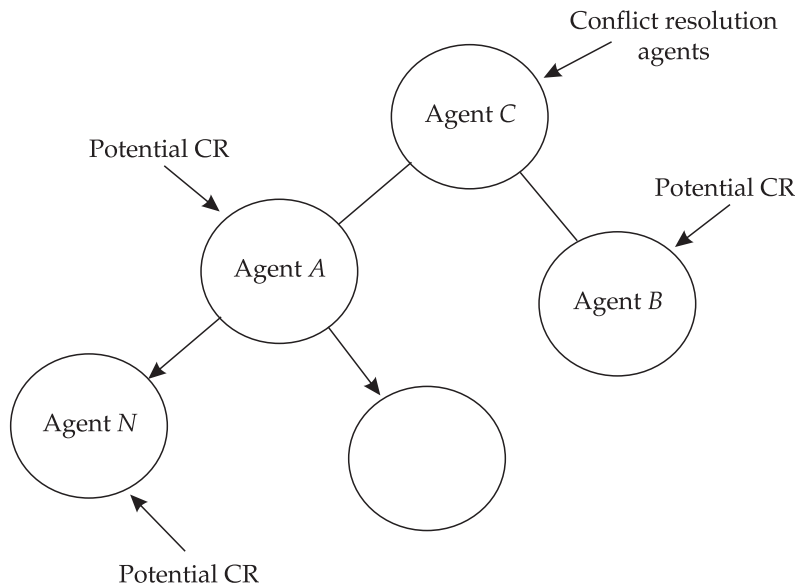 Conflict resolution
agents
Agent C
Potential CR
Potential CR
Agent A
Agent B
Agent N
Potential CR